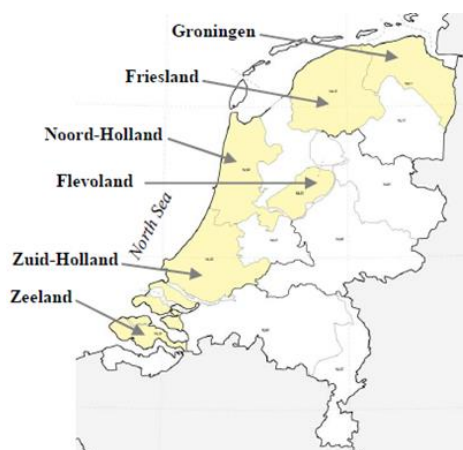 Groningen
Friesland
Noord-Holland
Flevoland
North Sea
Zuid-Holland
Zeeland